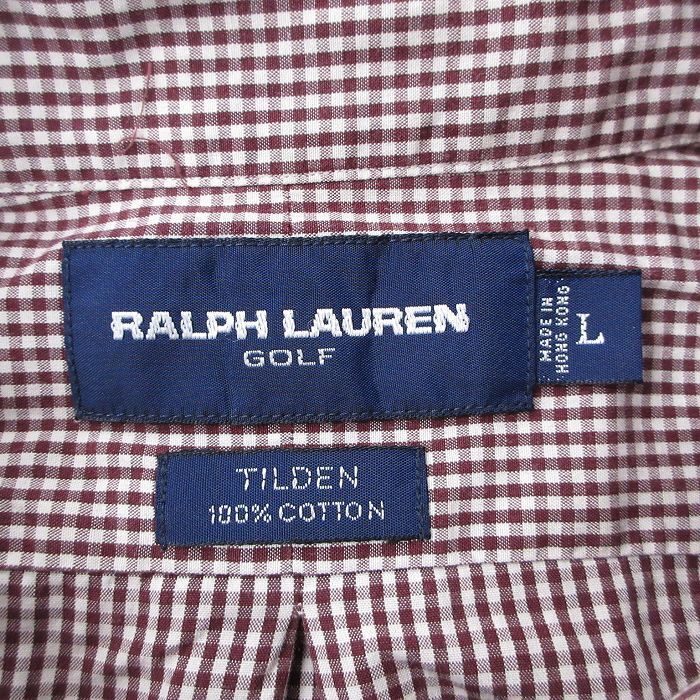 RALPH LAUREN
GOLF
MADE IN
HONG KONG
L
TILDEN
100% COTTON